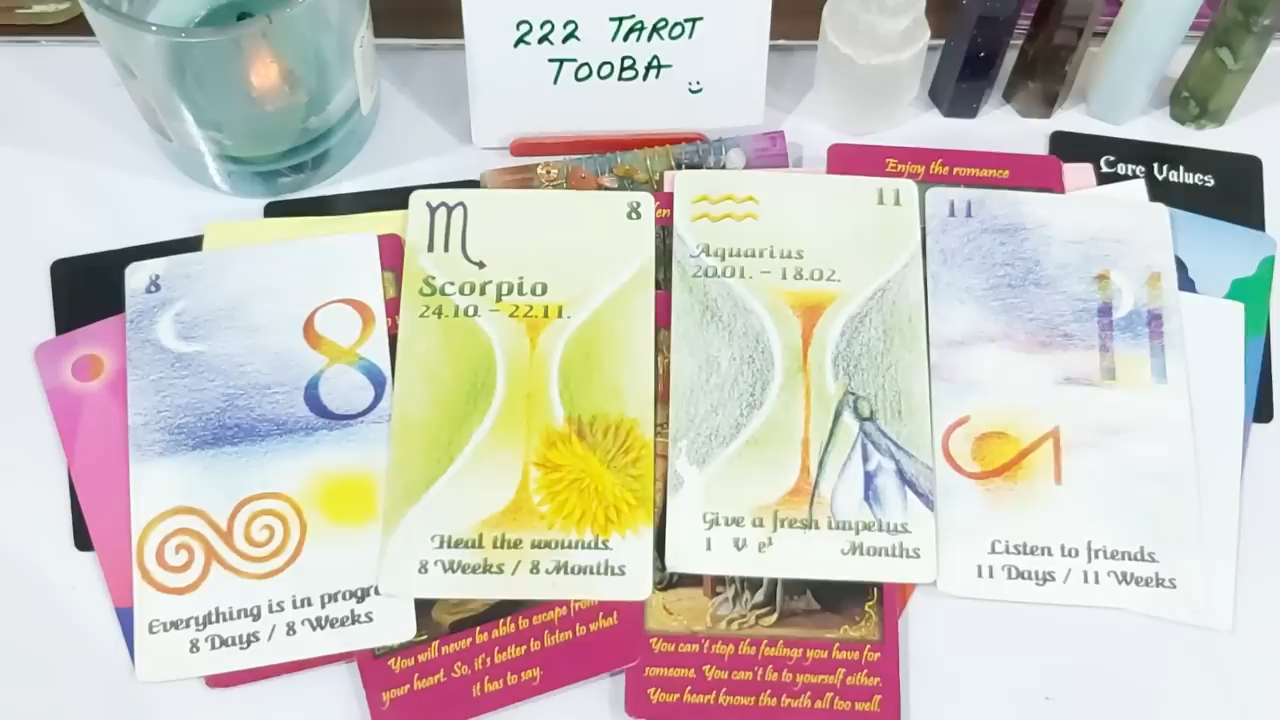 222 TAROT
TOOBA
Enjoy the romance
Core Values
8
8
Everything is in
8 Days / 8 Weeks
8
Scorpio
24.10. – 22.11.
Heal the wounds
8 Weeks / 8 Months
11
Aquarius
20.01. – 18.02.
Give a fresh impetus
Months
11
11
Listen to friends
11 Days / 11 Weeks
You will never be able to escape from
your heart. So, it's better to listen to what
it has to say.
You can't stop the feelings you have for
someone. You can't lie to yourself either.
Your heart knows the truth all too well.